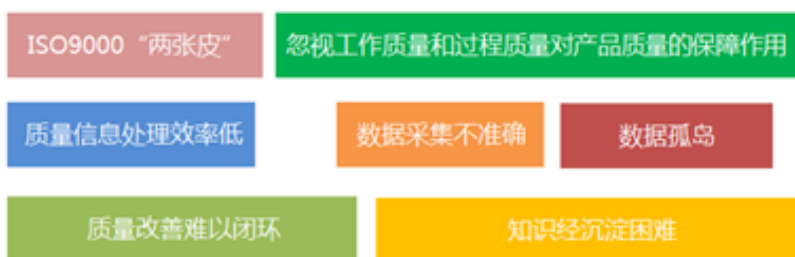 ISO9000“两张皮”
忽视工作质量和过程质量对产品质量的保障作用
质量信息处理效率低
数据采集不准确
数据孤岛
质量改善难以闭环
知识经沉淀困难